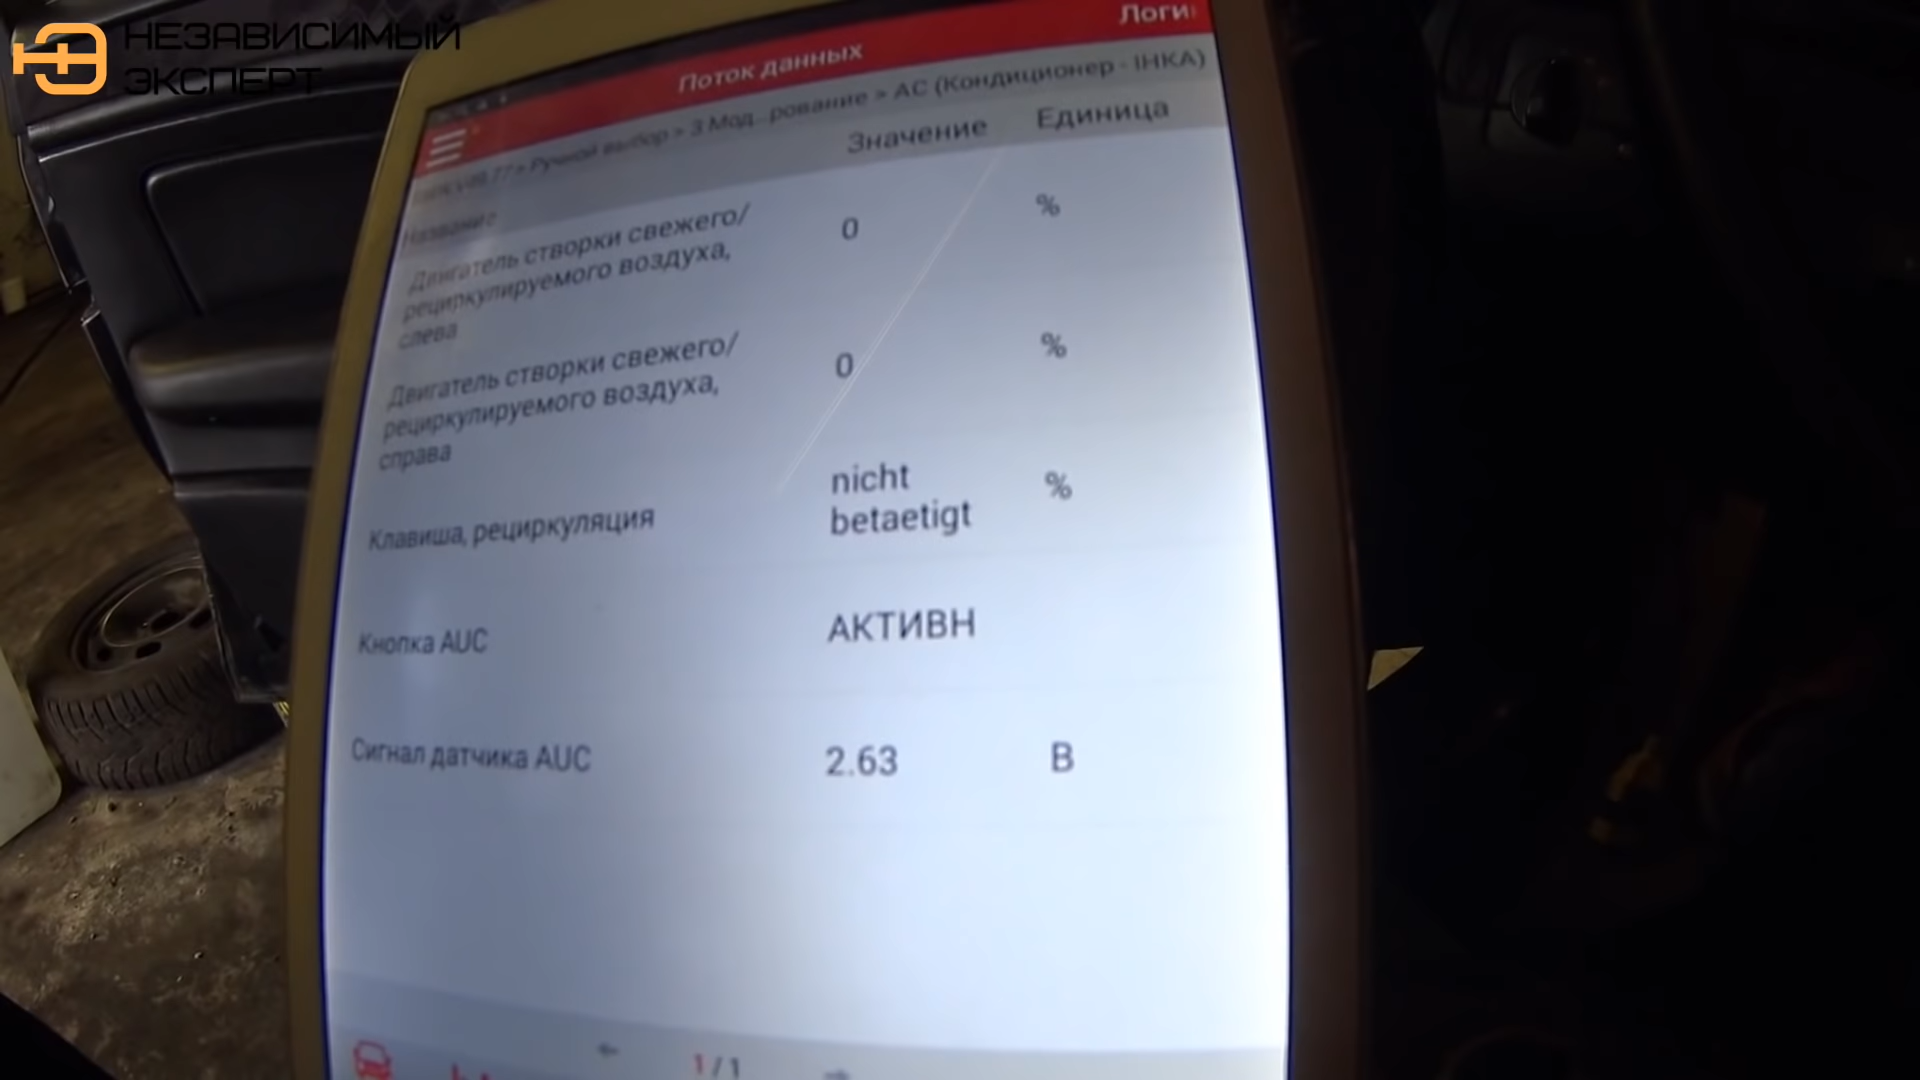 НЕЗАВИСИМЫЙ
ЭКСПЕРТ
Логи
Поток данных
Ручной выбор > 3 Мод...рование > AC (Кондиционер - IHKA)
Название Значение Единица
Двигатель створки свежего/
рециркулируемого воздуха,
слева
0 %
Двигатель створки свежего/
рециркулируемого воздуха,
справа
0 %
Клавиша, рециркуляция
nicht
betaetigt
%
Кнопка AUC АКТИВН
Сигнал датчика AUC 2.63 В
1 / 1